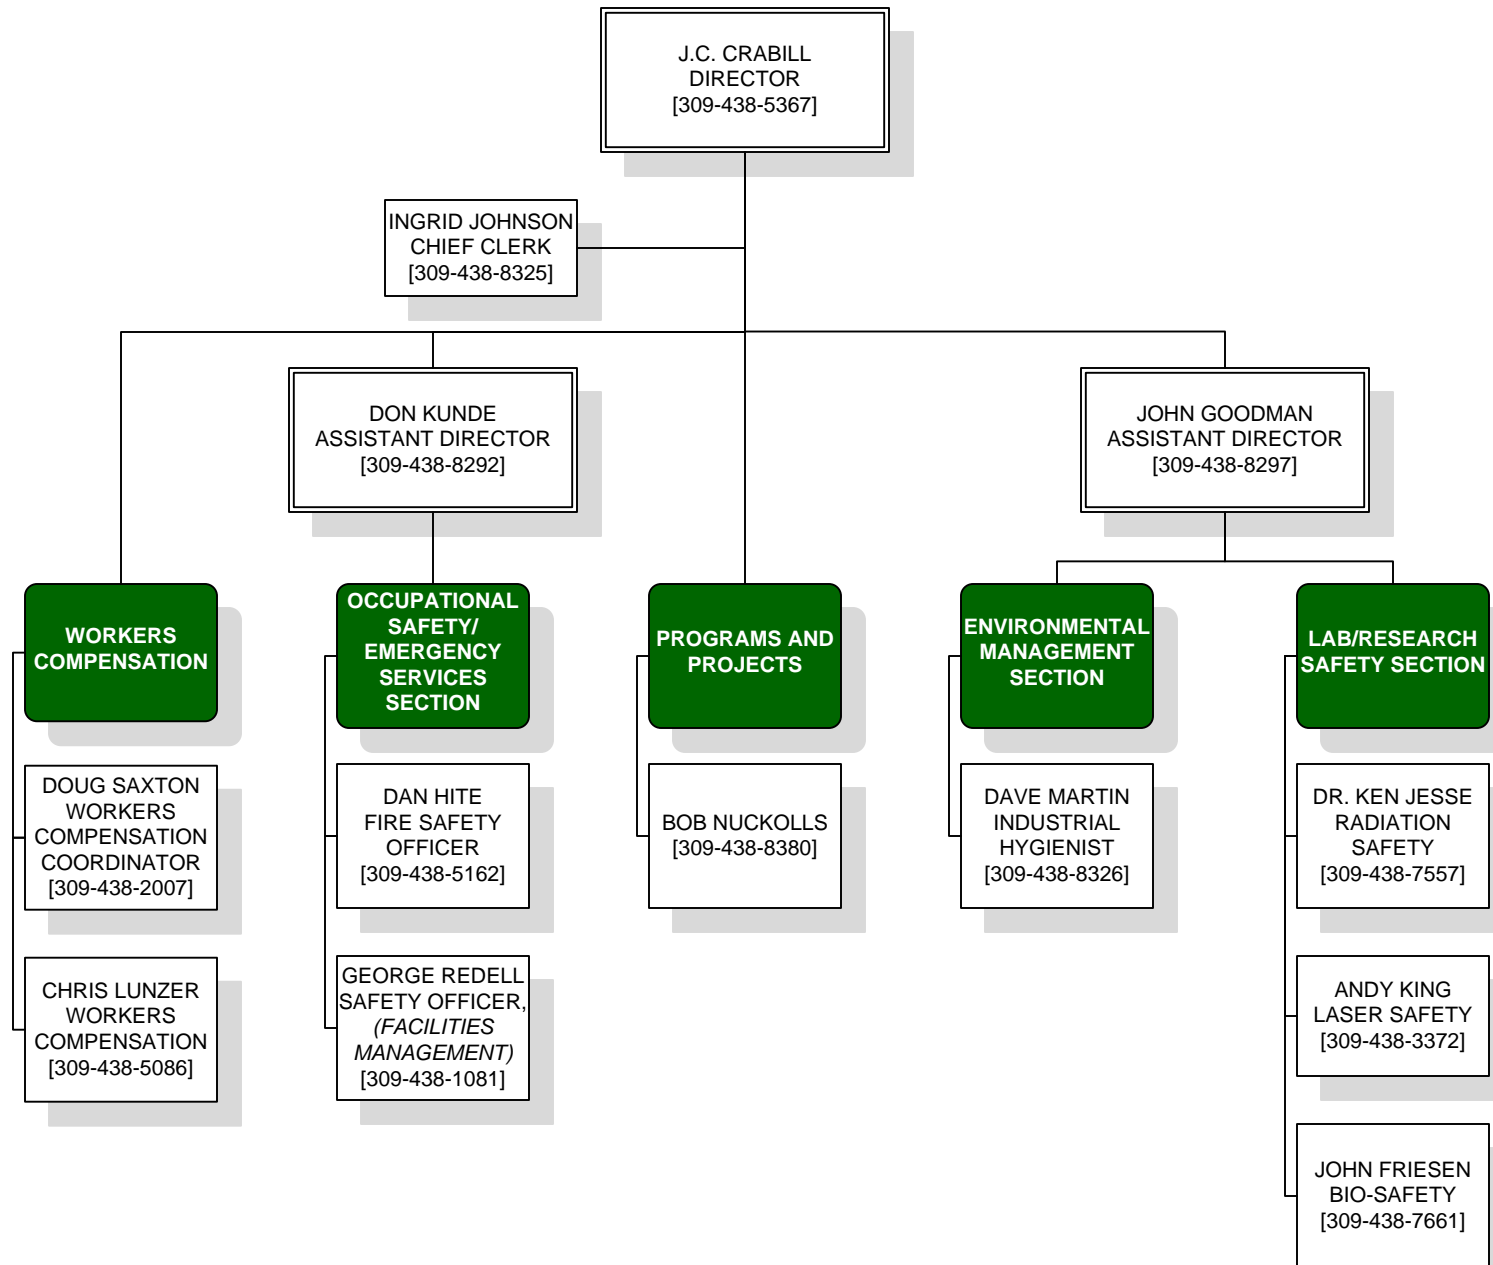 J.C. CRABILL
DIRECTOR
[309-438-5367]
INGRID JOHNSON
CHIEF CLERK
[309-438-8325]
DON KUNDE
ASSISTANT DIRECTOR
[309-438-8292]
JOHN GOODMAN
ASSISTANT DIRECTOR
[309-438-8297]
WORKERS
COMPENSATION
OCCUPATIONAL
SAFETY/
EMERGENCY
SERVICES
SECTION
PROGRAMS AND
PROJECTS
ENVIRONMENTAL
MANAGEMENT
SECTION
LAB/RESEARCH
SAFETY SECTION
DOUG SAXTON
WORKERS
COMPENSATION
COORDINATOR
[309-438-2007]
DAN HITE
FIRE SAFETY
OFFICER
[309-438-5162]
BOB NUCKOLLS
[309-438-8380]
DAVE MARTIN
INDUSTRIAL
HYGIENIST
[309-438-8326]
DR. KEN JESSE
RADIATION
SAFETY
[309-438-7557]
CHRIS LUNZER
WORKERS
COMPENSATION
[309-438-5086]
GEORGE REDELL
SAFETY OFFICER,
(FACILITIES
MANAGEMENT)
[309-438-1081]
ANDY KING
LASER SAFETY
[309-438-3372]
JOHN FRIESEN
BIO-SAFETY
[309-438-7661]